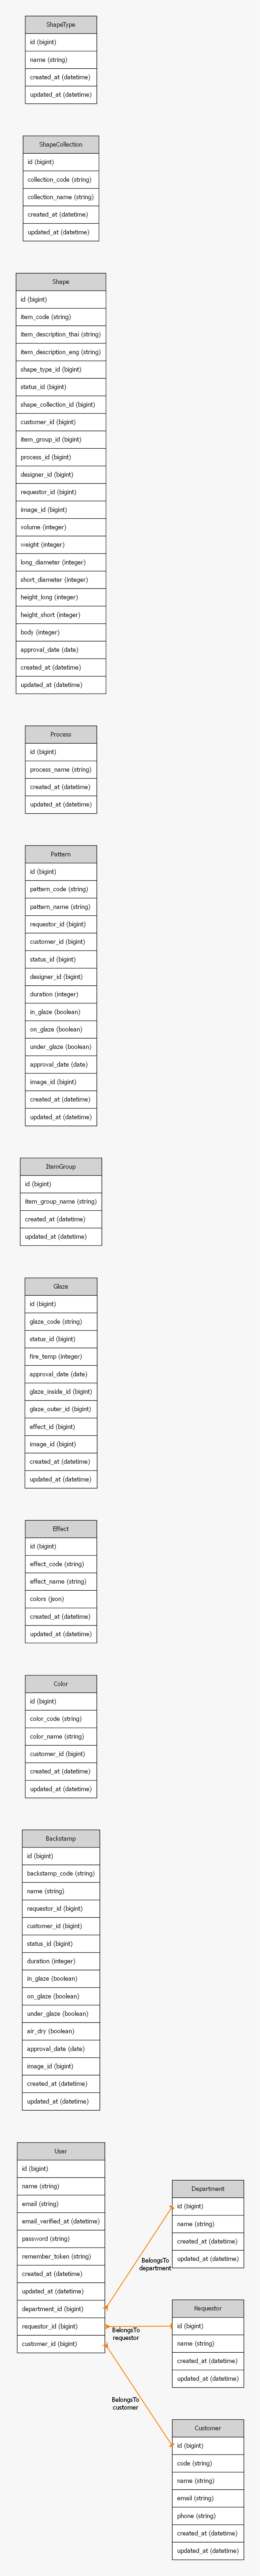 ShapeType
id (bigint)
name (string)
created_at (datetime)
updated_at (datetime)
ShapeCollection
id (bigint)
collection_code (string)
collection_name (string)
created_at (datetime)
updated_at (datetime)
Shape
id (bigint)
item_code (string)
item_description_thai (string)
item_description_eng (string)
shape_type_id (bigint)
status_id (bigint)
shape_collection_id (bigint)
customer_id (bigint)
item_group_id (bigint)
process_id (bigint)
designer_id (bigint)
requestor_id (bigint)
image_id (bigint)
volume (integer)
weight (integer)
long_diameter (integer)
short_diameter (integer)
height_long (integer)
height_short (integer)
body (integer)
approval_date (date)
created_at (datetime)
updated_at (datetime)
Process
id (bigint)
process_name (string)
created_at (datetime)
updated_at (datetime)
Pattern
id (bigint)
pattern_code (string)
pattern_name (string)
requestor_id (bigint)
customer_id (bigint)
status_id (bigint)
designer_id (bigint)
duration (integer)
in_glaze (boolean)
on_glaze (boolean)
under_glaze (boolean)
approval_date (date)
image_id (bigint)
created_at (datetime)
updated_at (datetime)
ItemGroup
id (bigint)
item_group_name (string)
created_at (datetime)
updated_at (datetime)
Glaze
id (bigint)
glaze_code (string)
status_id (bigint)
fire_temp (integer)
approval_date (date)
glaze_inside_id (bigint)
glaze_outer_id (bigint)
effect_id (bigint)
image_id (bigint)
created_at (datetime)
updated_at (datetime)
Effect
id (bigint)
effect_code (string)
effect_name (string)
colors (json)
created_at (datetime)
updated_at (datetime)
Color
id (bigint)
color_code (string)
color_name (string)
customer_id (bigint)
created_at (datetime)
updated_at (datetime)
Backstamp
id (bigint)
backstamp_code (string)
name (string)
requestor_id (bigint)
customer_id (bigint)
status_id (bigint)
duration (integer)
in_glaze (boolean)
on_glaze (boolean)
under_glaze (boolean)
air_dry (boolean)
approval_date (date)
image_id (bigint)
created_at (datetime)
updated_at (datetime)
User
id (bigint)
name (string)
email (string)
email_verified_at (datetime)
password (string)
remember_token (string)
created_at (datetime)
updated_at (datetime)
department_id (bigint)
requestor_id (bigint)
customer_id (bigint)
BelongsTo
department
BelongsTo
requestor
BelongsTo
customer
Department
id (bigint)
name (string)
created_at (datetime)
updated_at (datetime)
Requestor
id (bigint)
name (string)
created_at (datetime)
updated_at (datetime)
Customer
id (bigint)
code (string)
name (string)
email (string)
phone (string)
created_at (datetime)
updated_at (datetime)